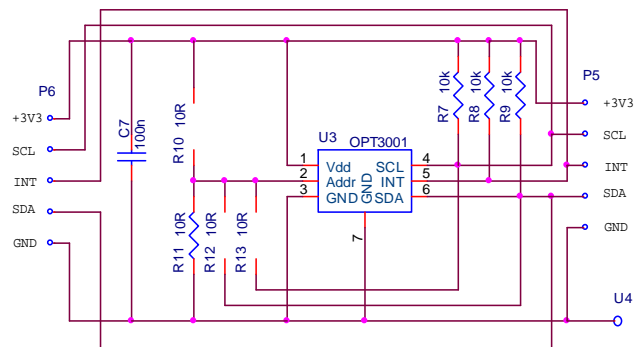 P6
+3V3
SCL
INT
SDA
GND
C7
100n
R10 10R
R11 10R
R12 10R
R13 10R
U3
OPT3001
1
2
3
Vdd
Addr
GND
GND
7
SCL
INT
SDA
4
5
6
R7 10k
R8 10k
R9 10k
P5
+3V3
SCL
INT
SDA
GND
U4